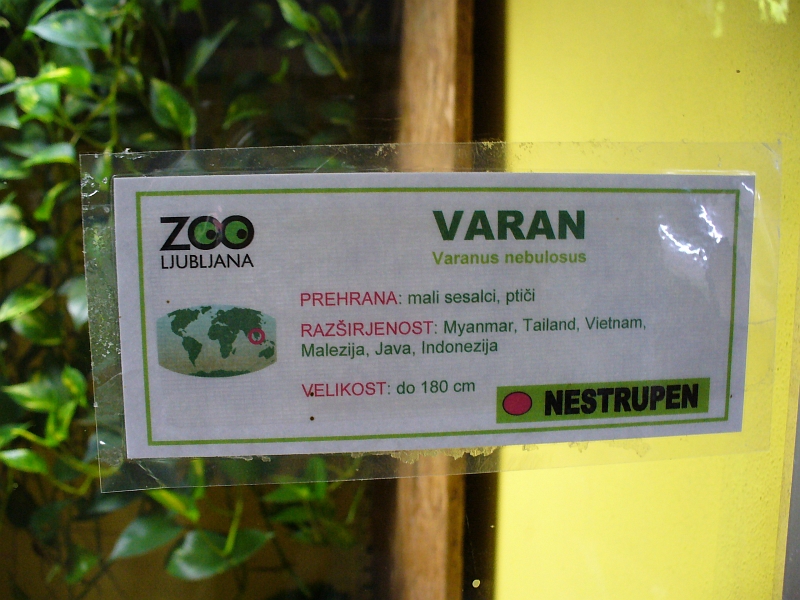 ZOO
LJUBLJANA
VARAN
Varanus nebulosus
PREHRANA: mali sesalci, ptiči
RAZŠIRJENOST: Myanmar, Tailand, Vietnam,
Malezija, Java, Indonezija
VELIKOST: do 180 cm
NESTRUPEN